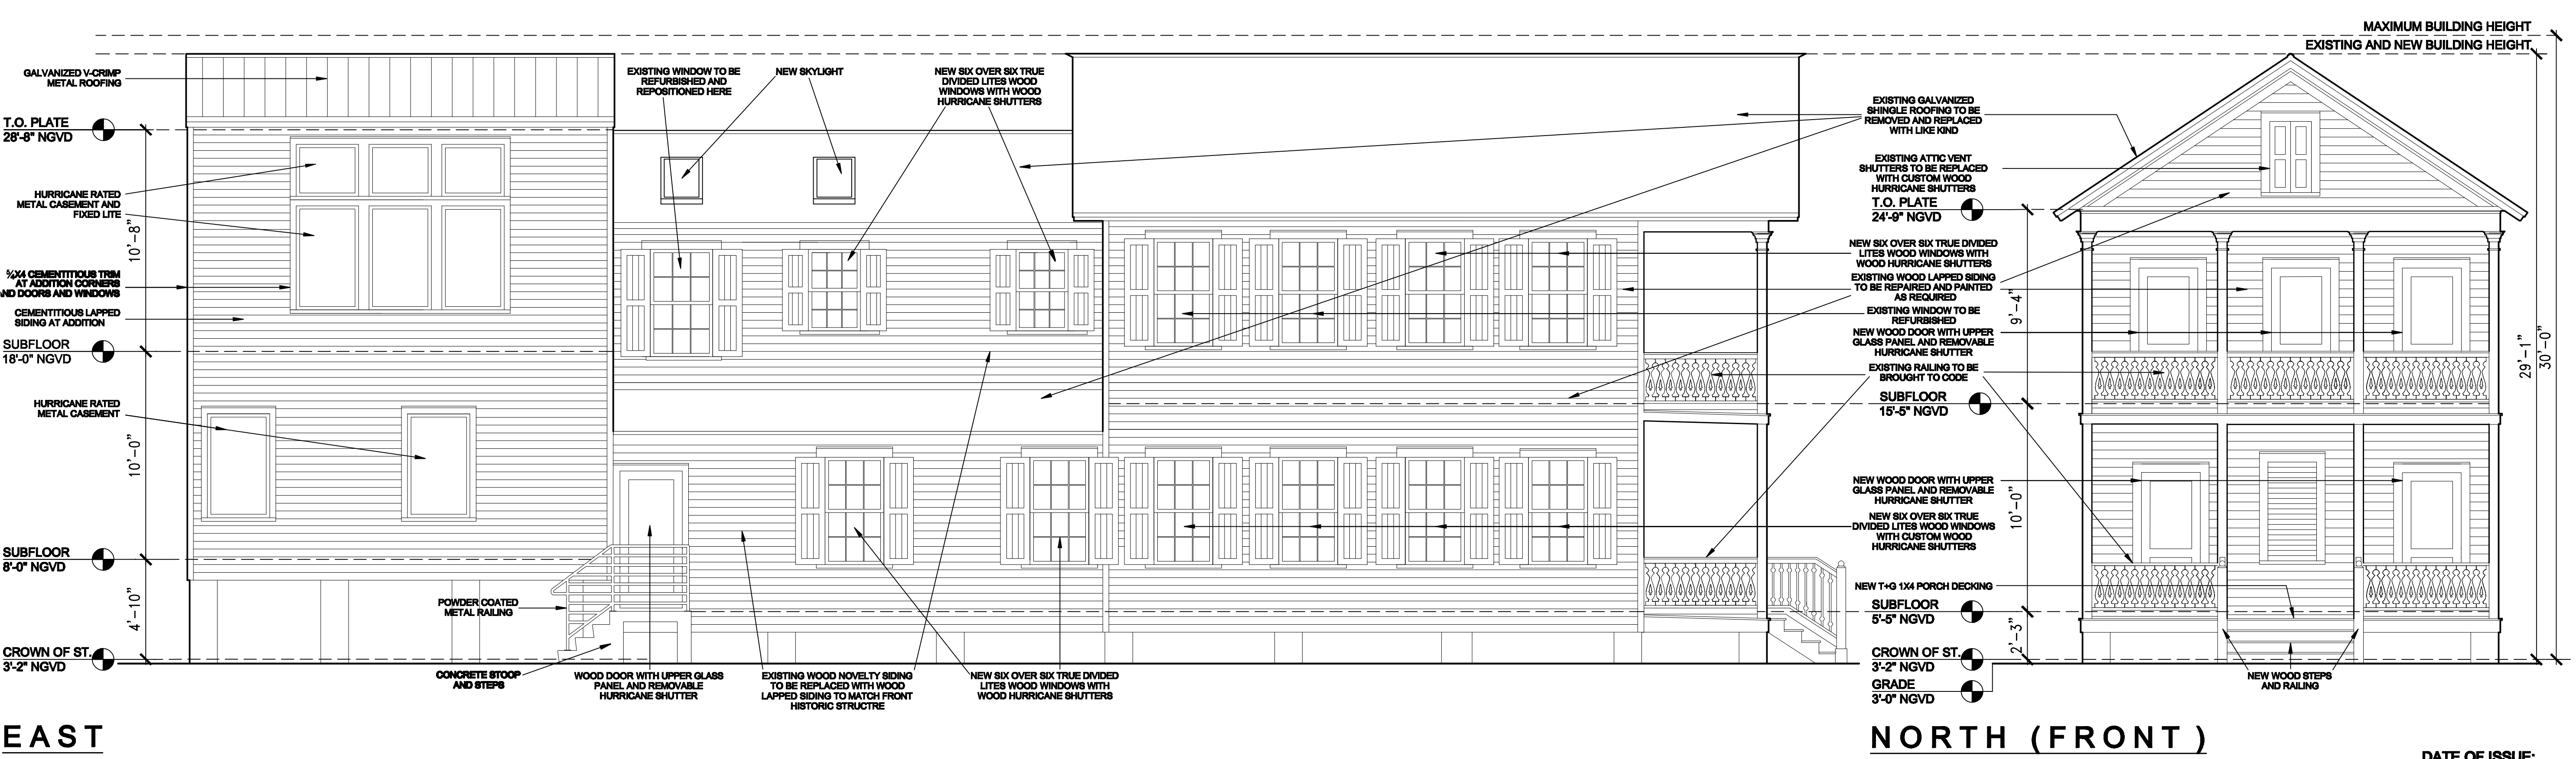 MAXIMUM BUILDING HEIGHT
EXISTING AND NEW BUILDING HEIGHT
GALVANIZED V-CRIMP
METAL ROOFING
T.O. PLATE
28'-8" NGVD
HURRICANE RATED
METAL CASEMENT AND
FIXED LITE
10'-8"
5/4X4 CEMENTITIOUS TRIM
AT ADDITION CORNERS
AND DOORS AND WINDOWS
CEMENTITIOUS LAPPED
SIDING AT ADDITION
SUBFLOOR
18'-0" NGVD
HURRICANE RATED
METAL CASEMENT
10'-0"
SUBFLOOR
8'-0" NGVD
4'-10"
CROWN OF ST.
3'-2" NGVD
EXISTING WINDOW TO BE
REFURBISHED AND
REPOSITIONED HERE
NEW SKYLIGHT
NEW SIX OVER SIX TRUE
DIVIDED LITES WOOD
WINDOWS WITH WOOD
HURRICANE SHUTTERS
POWDER COATED
METAL RAILING
CONCRETE STOOP
AND STEPS
WOOD DOOR WITH UPPER GLASS
PANEL AND REMOVABLE
HURRICANE SHUTTER
EXISTING WOOD NOVELTY SIDING
TO BE REPLACED WITH WOOD
LAPPED SIDING TO MATCH FRONT
HISTORIC STRUCTRE
NEW SIX OVER SIX TRUE DIVIDED
LITES WOOD WINDOWS WITH
WOOD HURRICANE SHUTTERS
EXISTING GALVANIZED
SHINGLE ROOFING TO BE
REMOVED AND REPLACED
WITH LIKE KIND
EXISTING ATTIC VENT
SHUTTERS TO BE REPLACED
WITH CUSTOM WOOD
HURRICANE SHUTTERS
T.O. PLATE
24'-9" NGVD
NEW SIX OVER SIX TRUE DIVIDED
LITES WOOD WINDOWS WITH
WOOD HURRICANE SHUTTERS
EXISTING WOOD LAPPED SIDING
TO BE REPAIRED AND PAINTED
AS REQUIRED
9'-4"
EXISTING WINDOW TO BE
REFURBISHED
NEW WOOD DOOR WITH UPPER
GLASS PANEL AND REMOVABLE
HURRICANE SHUTTER
EXISTING RAILING TO BE
BROUGHT TO CODE
SUBFLOOR
15'-5" NGVD
NEW WOOD DOOR WITH UPPER
GLASS PANEL AND REMOVABLE
HURRICANE SHUTTER
10'-0"
NEW SIX OVER SIX TRUE
DIVIDED LITES WOOD WINDOWS
WITH CUSTOM WOOD
HURRICANE SHUTTERS
NEW T+G 1X4 PORCH DECKING
SUBFLOOR
5'-5" NGVD
2'-3"
CROWN OF ST.
3'-2" NGVD
GRADE
3'-0" NGVD
NEW WOOD STEPS
AND RAILING
29'-1"
30'-0"
EAST
NORTH (FRONT)
DATE OF ISSUE: